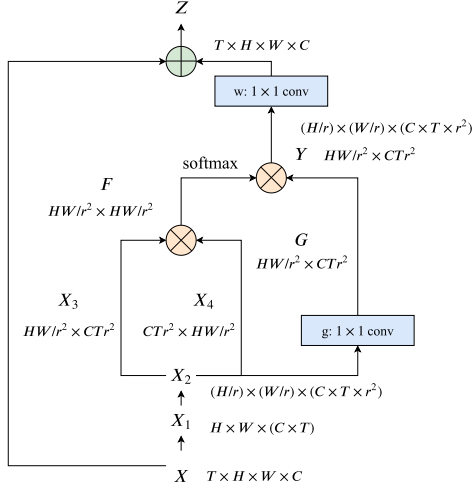 Z
T × H × W × C
w: 1 × 1 conv
(H/r) × (W/r) × (C × T × r²)
softmax
Y HW/r² × CTr²
F
HW/r² × HW/r²
G
HW/r² × CTr²
X₃
X₄
HW/r² × CTr²
CTr² × HW/r²
g: 1 × 1 conv
X₂
(H/r) × (W/r) × (C × T × r²)
X₁ H × W × (C × T)
X T × H × W × C